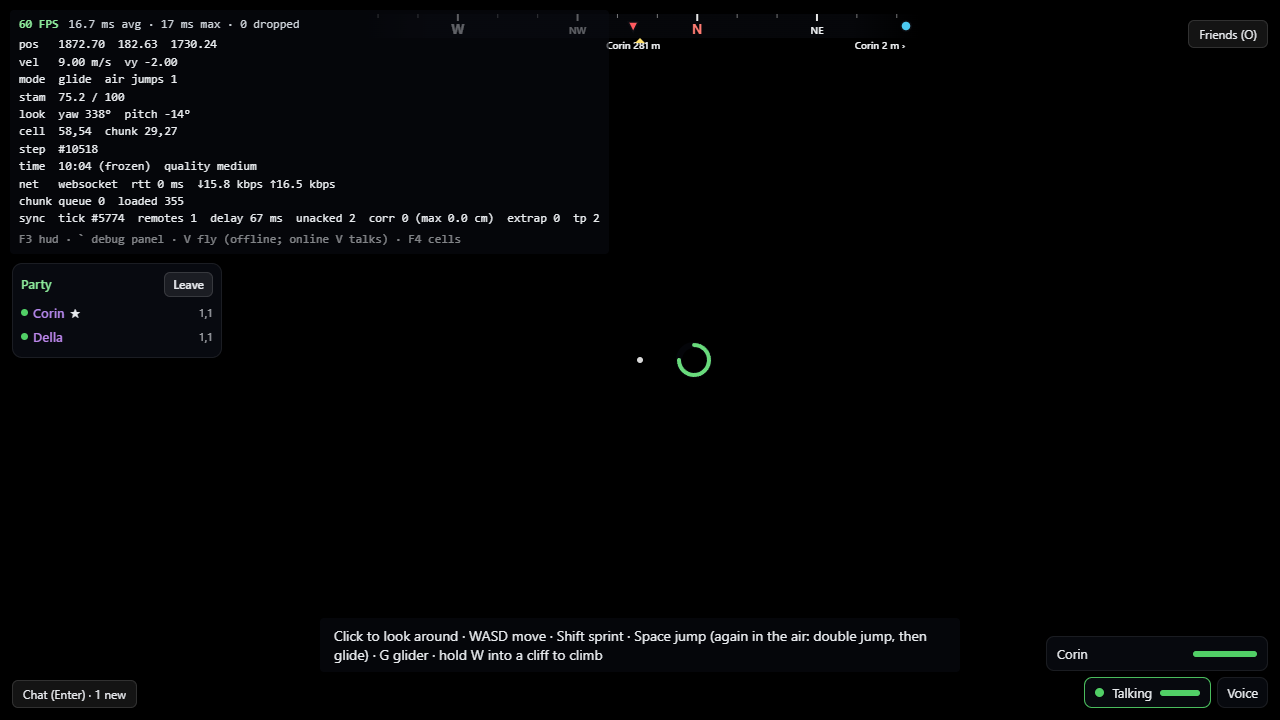 60 FPS 16.7 ms avg · 17 ms max · 0 dropped
pos 1872.70 182.63 1730.24
vel 9.00 m/s vy -2.00
mode glide air jumps 1
stam 75.2 / 100
look yaw 338° pitch -14°
cell 58,54 chunk 29,27
step #10518
time 10:04 (frozen) quality medium
net websocket rtt 0 ms ↓15.8 kbps ↑16.5 kbps
chunk queue 0 loaded 355
sync tick #5774 remotes 1 delay 67 ms unacked 2 corr 0 (max 0.0 cm) extrap 0 tp 2
F3 hud · ` debug panel · V fly (offline; online V talks) · F4 cells
W NW N NE
Corin 281 m Corin 2 m ›
Friends (O)
Party Leave
Corin ★ 1,1
Della 1,1
Click to look around · WASD move · Shift sprint · Space jump (again in the air: double jump, then
glide) · G glider · hold W into a cliff to climb
Corin
Talking Voice
Chat (Enter) · 1 new